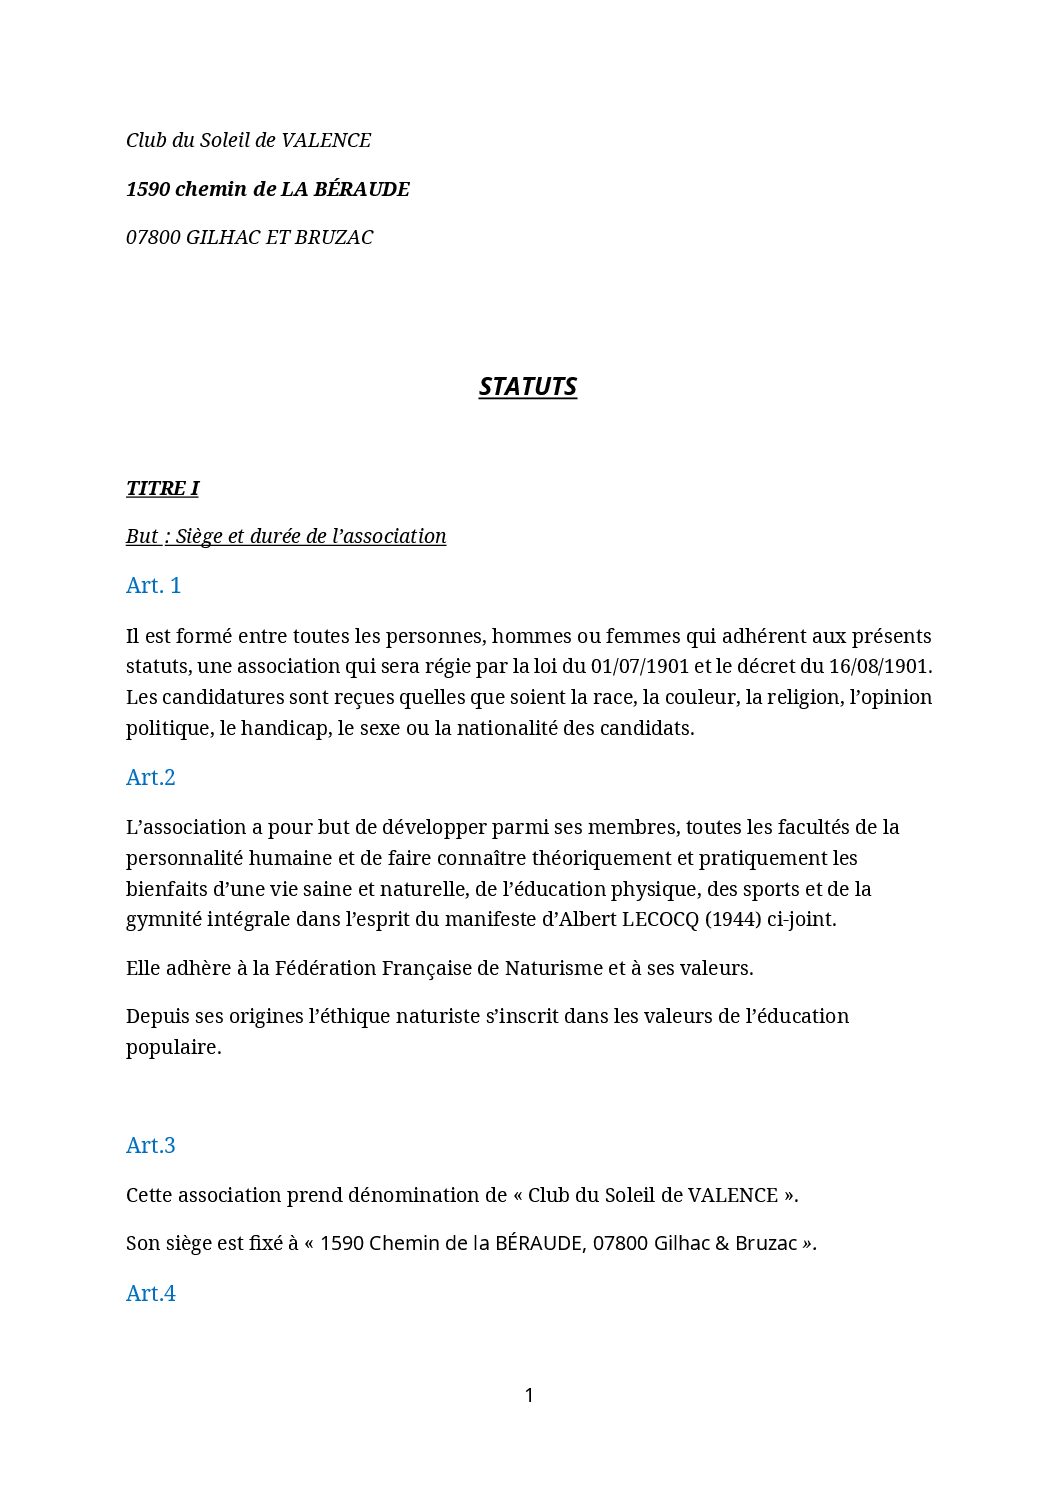 Club du Soleil de VALENCE
1590 chemin de LA BÉRAUDE
07800 GILHAC ET BRUZAC
STATUTS
TITRE I
But : Siège et durée de l’association
Art. 1
Il est formé entre toutes les personnes, hommes ou femmes qui adhérent aux présents
statuts, une association qui sera régie par la loi du 01/07/1901 et le décret du 16/08/1901.
Les candidatures sont reçues quelles que soient la race, la couleur, la religion, l’opinion
politique, le handicap, le sexe ou la nationalité des candidats.
Art.2
L’association a pour but de développer parmi ses membres, toutes les facultés de la
personnalité humaine et de faire connaître théoriquement et pratiquement les
bienfaits d’une vie saine et naturelle, de l’éducation physique, des sports et de la
gymnité intégrale dans l’esprit du manifeste d’Albert LECOCQ (1944) ci-joint.
Elle adhère à la Fédération Française de Naturisme et à ses valeurs.
Depuis ses origines l’éthique naturiste s’inscrit dans les valeurs de l’éducation
populaire.
Art.3
Cette association prend dénomination de « Club du Soleil de VALENCE ».
Son siège est fixé à « 1590 Chemin de la BÉRAUDE, 07800 Gilhac & Bruzac ».
Art.4
1